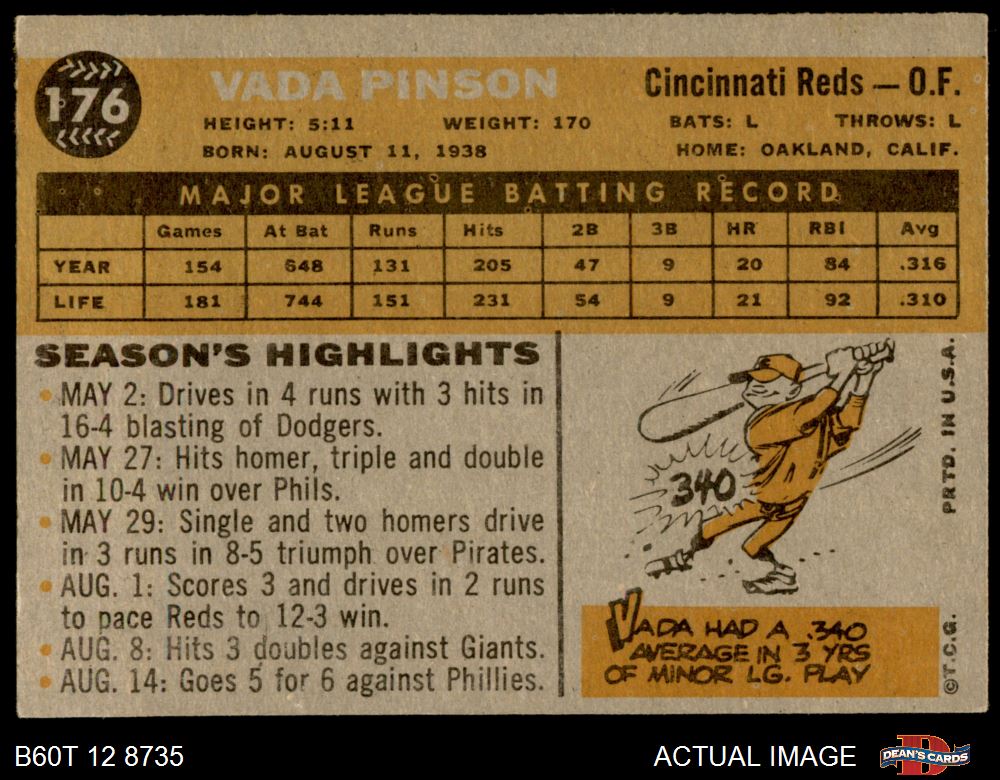 176
VADA PINSON
Cincinnati Reds — O.F.
HEIGHT: 5:11 WEIGHT: 170 BATS: L THROWS: L
BORN: AUGUST 11, 1938 HOME: OAKLAND, CALIF.
MAJOR LEAGUE BATTING RECORD
Games At Bat Runs Hits 2B 3B HR RBI Avg
YEAR 154 648 131 205 47 9 20 84 .316
LIFE 181 744 151 231 54 9 21 92 .310
SEASON'S HIGHLIGHTS
• MAY 2: Drives in 4 runs with 3 hits in
16-4 blasting of Dodgers.
• MAY 27: Hits homer, triple and double
in 10-4 win over Phils.
• MAY 29: Single and two homers drive
in 3 runs in 8-5 triumph over Pirates.
• AUG. 1: Scores 3 and drives in 2 runs
to pace Reds to 12-3 win.
• AUG. 8: Hits 3 doubles against Giants.
• AUG. 14: Goes 5 for 6 against Phillies.
340
VADA HAD A .340
AVERAGE IN 3 YRS
OF MINOR LG. PLAY
PRTD. IN U.S.A.
©T.C.G.
B60T 12 8735
ACTUAL IMAGE
DEAN'S CARDS